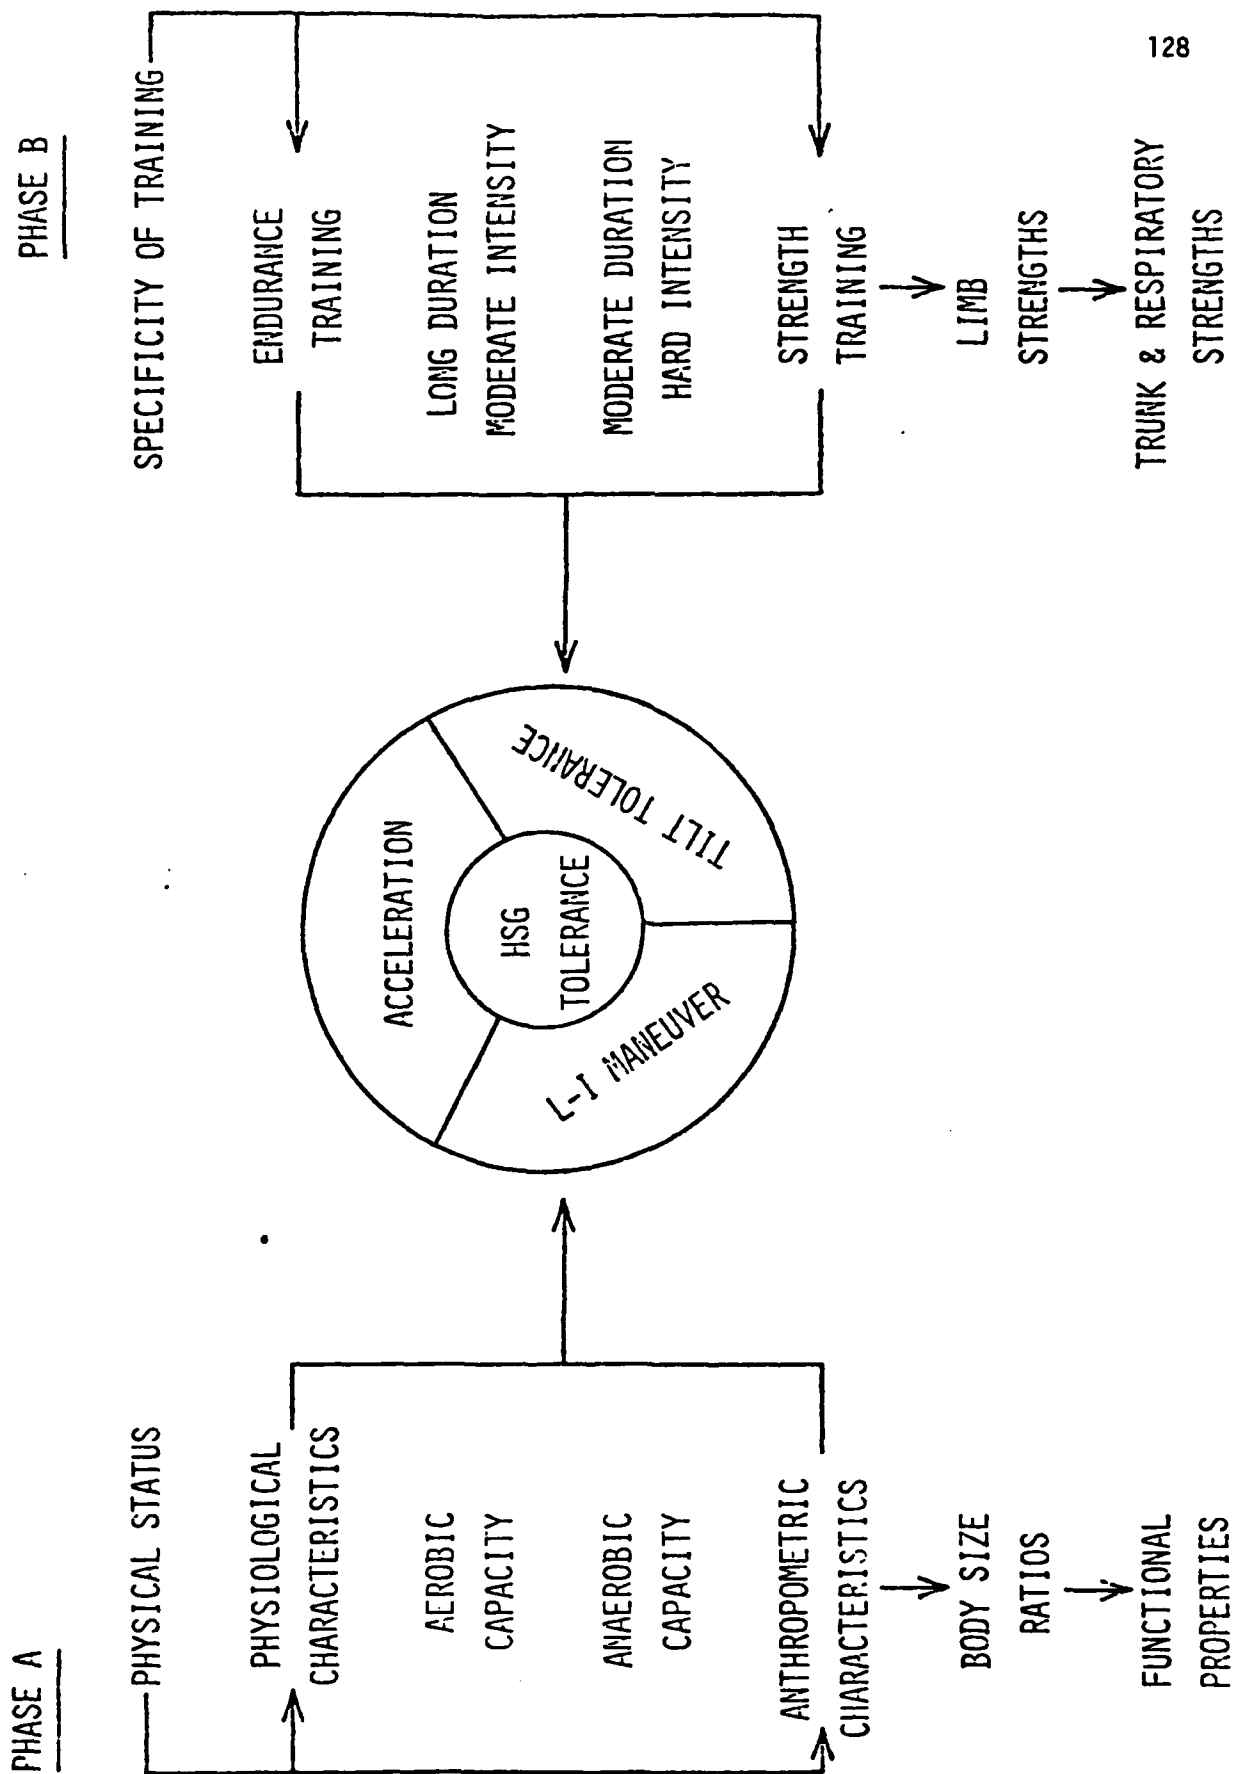 128
PHASE A
PHYSICAL STATUS
PHYSIOLOGICAL
CHARACTERISTICS
AEROBIC
CAPACITY
ANAEROBIC
CAPACITY
ANTHROPOMETRIC
CHARACTERISTICS
BODY SIZE
RATIOS
FUNCTIONAL
PROPERTIES
ACCELERATION
HSG
TOLERANCE
L-I MANEUVER
TILT TOLERANCE
PHASE B
SPECIFICITY OF TRAINING
ENDURANCE
TRAINING
LONG DURATION
MODERATE INTENSITY
MODERATE DURATION
HARD INTENSITY
STRENGTH
TRAINING
LIMB
STRENGTHS
TRUNK & RESPIRATORY
STRENGTHS